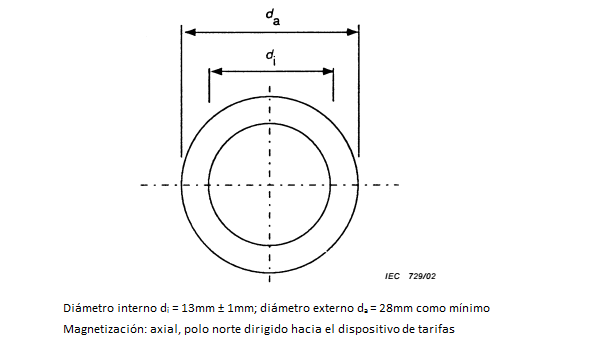 dₐ
dᵢ
IEC 729/02
Diámetro interno dᵢ = 13mm ± 1mm; diámetro externo dₐ = 28mm como mínimo
Magnetización: axial, polo norte dirigido hacia el dispositivo de tarifas